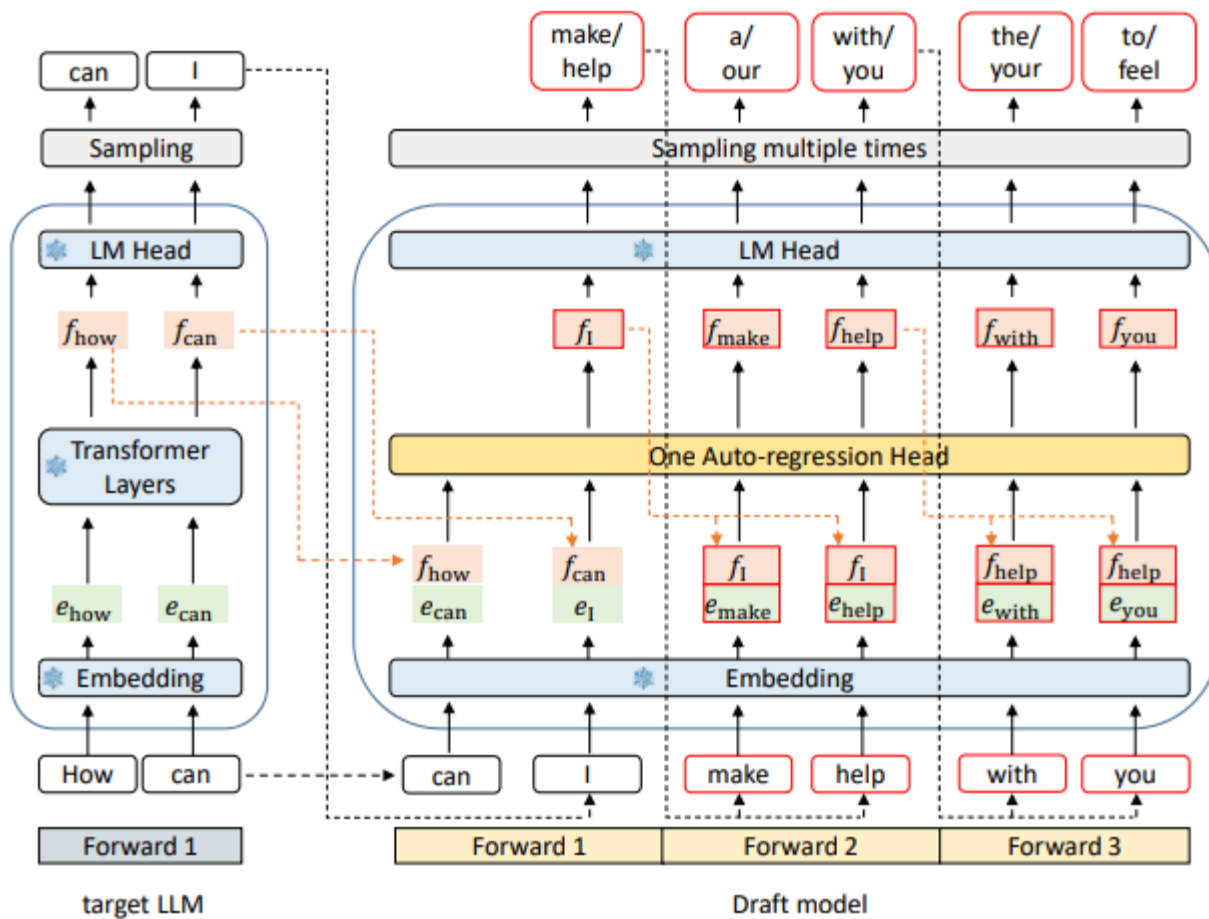 make/
help
a/
our
with/
you
the/
your
to/
feel
can
I
Sampling
Sampling multiple times
LM Head
LM Head
f_how
f_can
f_I
f_make
f_help
f_with
f_you
Transformer
Layers
One Auto-regression Head
f_how
f_can
f_I
f_I
f_help
f_help
e_how
e_can
e_can
e_I
e_make
e_help
e_with
e_you
Embedding
Embedding
How
can
can
I
make
help
with
you
Forward 1
Forward 1
Forward 2
Forward 3
target LLM
Draft model